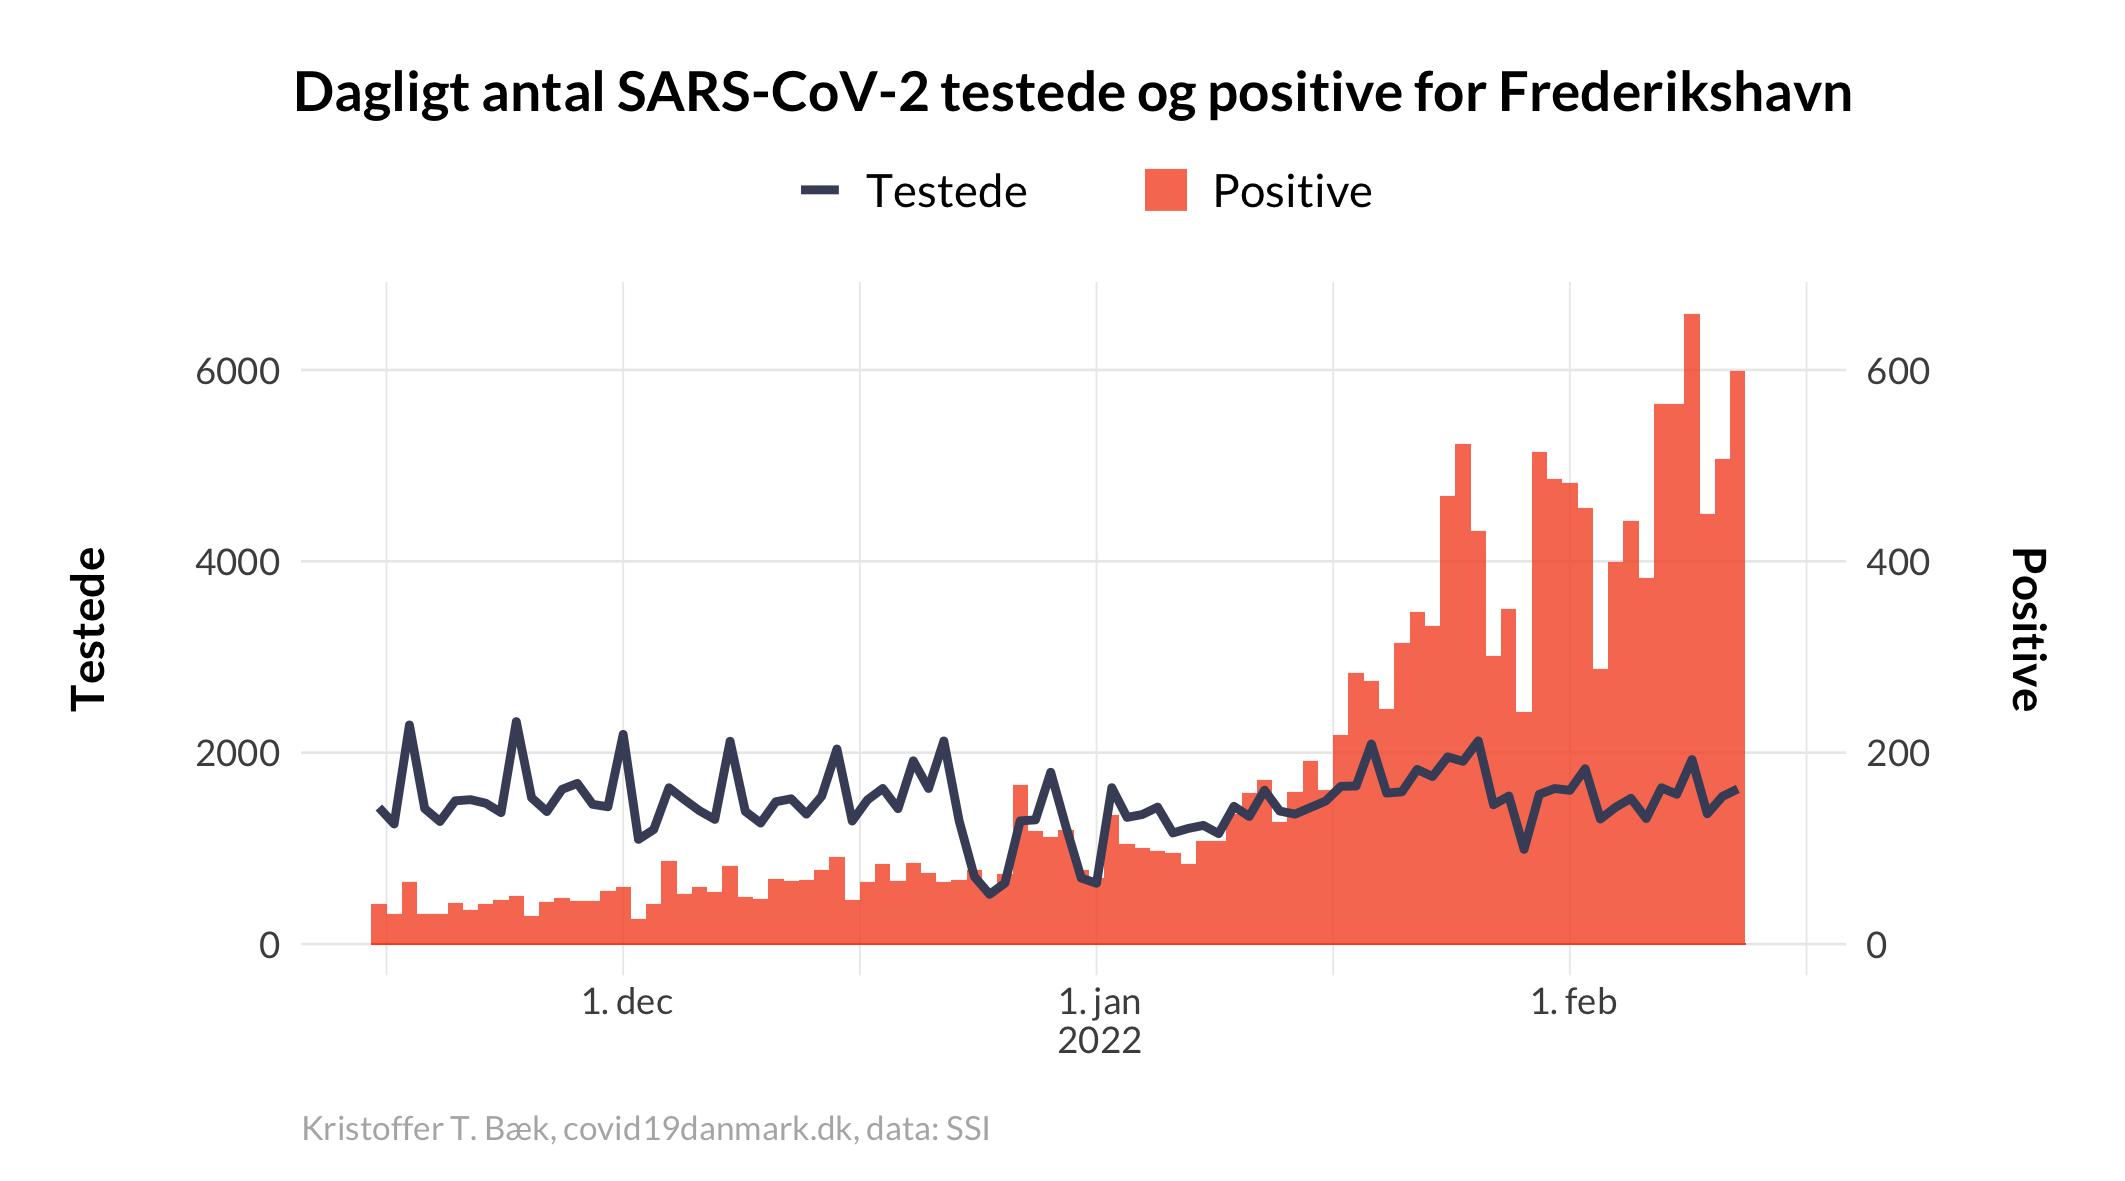 Dagligt antal SARS-CoV-2 testede og positive for Frederikshavn
Testede
Positive
6000
4000
2000
0
600
400
200
0
Testede
Positive
1. dec
1. jan
2022
1. feb
Kristoffer T. Bæk, covid19danmark.dk, data: SSI